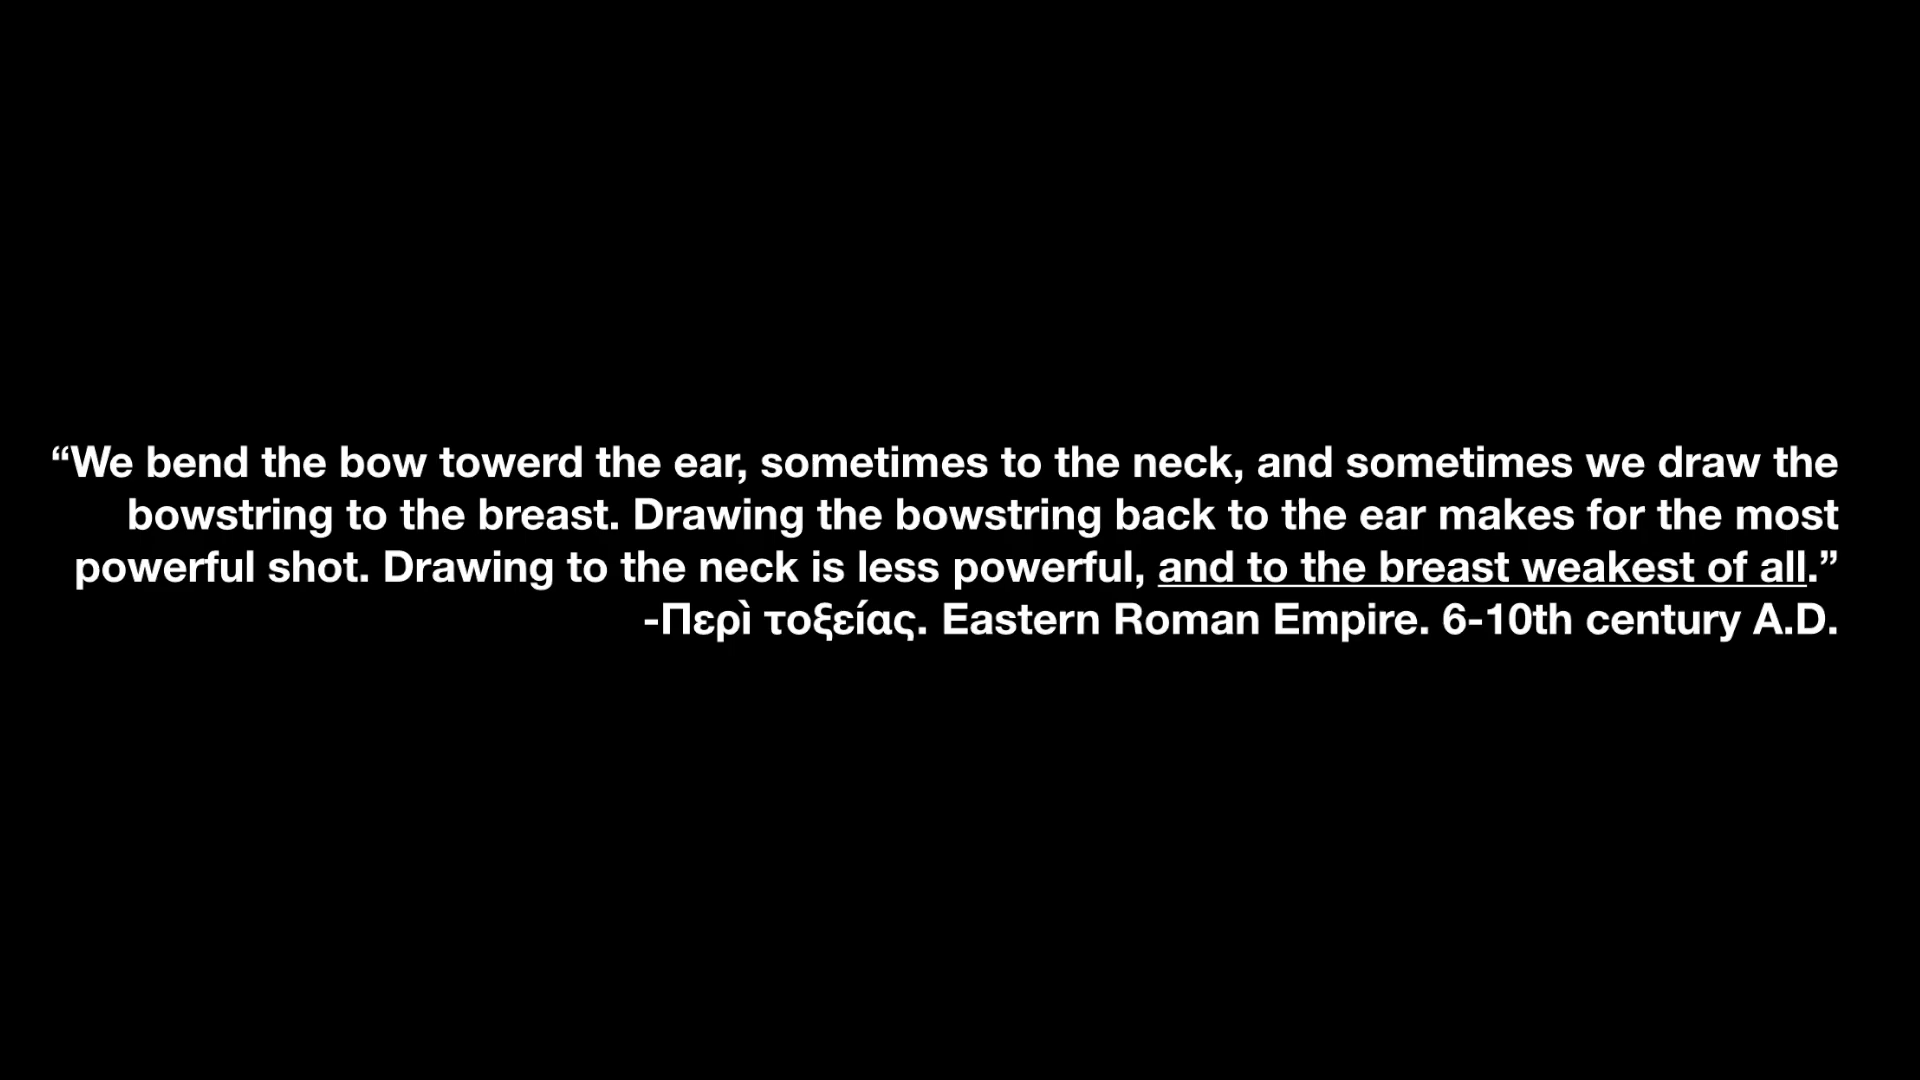 “We bend the bow towerd the ear, sometimes to the neck, and sometimes we draw the
bowstring to the breast. Drawing the bowstring back to the ear makes for the most
powerful shot. Drawing to the neck is less powerful, and to the breast weakest of all.”
-Περὶ τοξείας. Eastern Roman Empire. 6-10th century A.D.